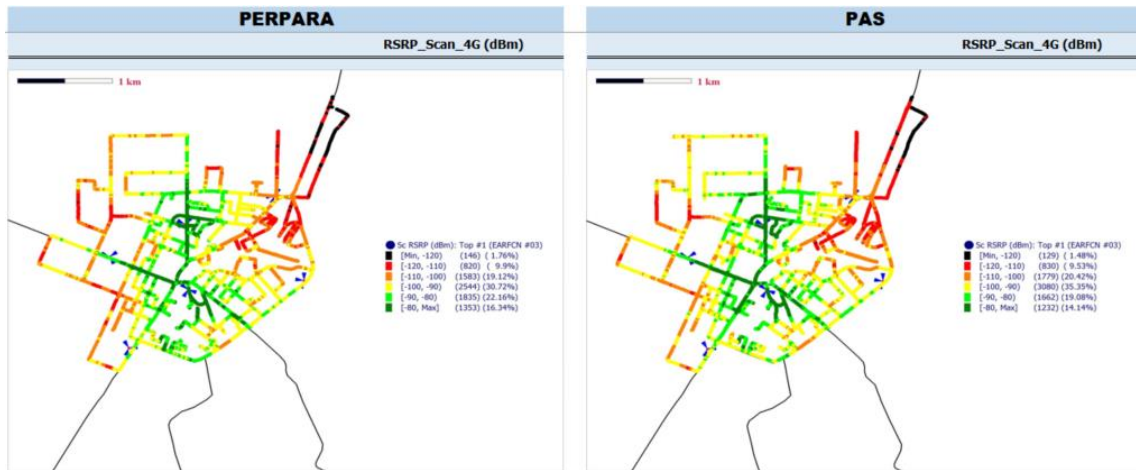 PERPARA
RSRP_Scan_4G (dBm)
1 km
Sc RSRP (dBm): Top #1 (EARFCN #03)
[Min, -120) (146) ( 1.76%)
[-120, -110) (820) ( 9.9%)
[-110, -100) (1583) (19.12%)
[-100, -90) (2544) (30.72%)
[-90, -80) (1835) (22.16%)
[-80, Max] (1353) (16.34%)
PAS
RSRP_Scan_4G (dBm)
1 km
Sc RSRP (dBm): Top #1 (EARFCN #03)
[Min, -120) (129) ( 1.48%)
[-120, -110) (830) ( 9.53%)
[-110, -100) (1779) (20.42%)
[-100, -90) (3080) (35.35%)
[-90, -80) (1662) (19.08%)
[-80, Max] (1232) (14.14%)